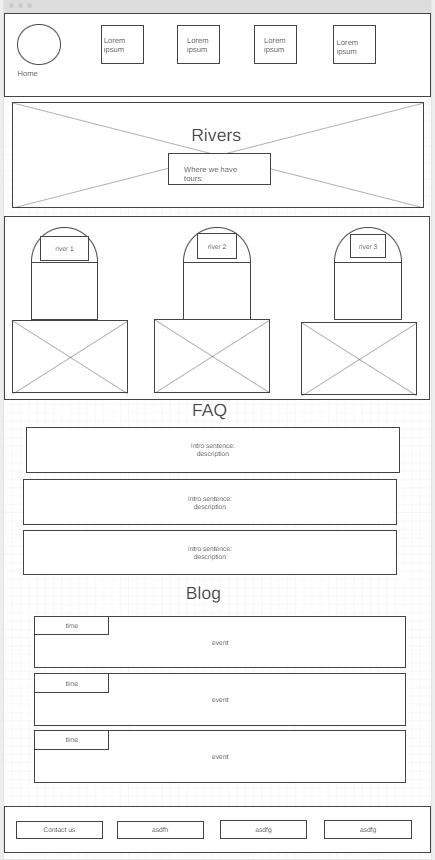 Lorem
ipsum
Lorem
ipsum
Lorem
ipsum
Lorem
ipsum
Home
Rivers
Where we have
tours:
river 1
river 2
river 3
FAQ
Intro sentence:
description
Intro sentence:
description
Intro sentence:
description
Blog
time
event
time
event
time
event
Contact us
asdfh
asdfg
asdfg